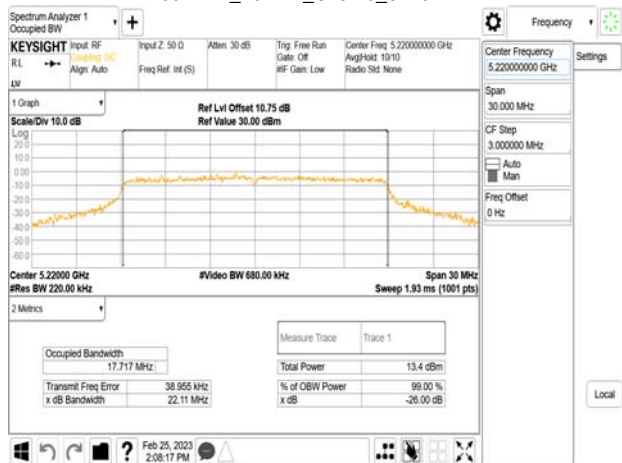 Spectrum Analyzer 1
Occupied BW
KEYSIGHT
RL
Input: RF
Coupling: DC
Align: Auto
Input Z: 50 Ω
Freq Ref: Int (S)
Atten: 30 dB
Trig: Free Run
Gate: Off
#IF Gain: Low
Center Freq: 5.220000000 GHz
Avg|Hold: 10/10
Radio Std: None
1 Graph
Scale/Div 10.0 dB
Ref Lvl Offset 10.75 dB
Ref Value 30.00 dBm
Log
20.0
10.0
0.00
-10.0
-20.0
-30.0
-40.0
-50.0
-60.0
Center 5.22000 GHz
#Res BW 220.00 kHz
#Video BW 680.00 kHz
Span 30 MHz
Sweep 1.93 ms (1001 pts)
2 Metrics
Measure Trace Trace 1
Occupied Bandwidth
17.717 MHz
Total Power 13.4 dBm
Transmit Freq Error 38.955 kHz
% of OBW Power 99.00 %
x dB Bandwidth 22.11 MHz
x dB -26.00 dB
Feb 25, 2023
2:08:17 PM
Frequency
Center Frequency
5.220000000 GHz
Settings
Span
30.000 MHz
CF Step
3.000000 MHz
Auto
Man
Freq Offset
0 Hz
Local